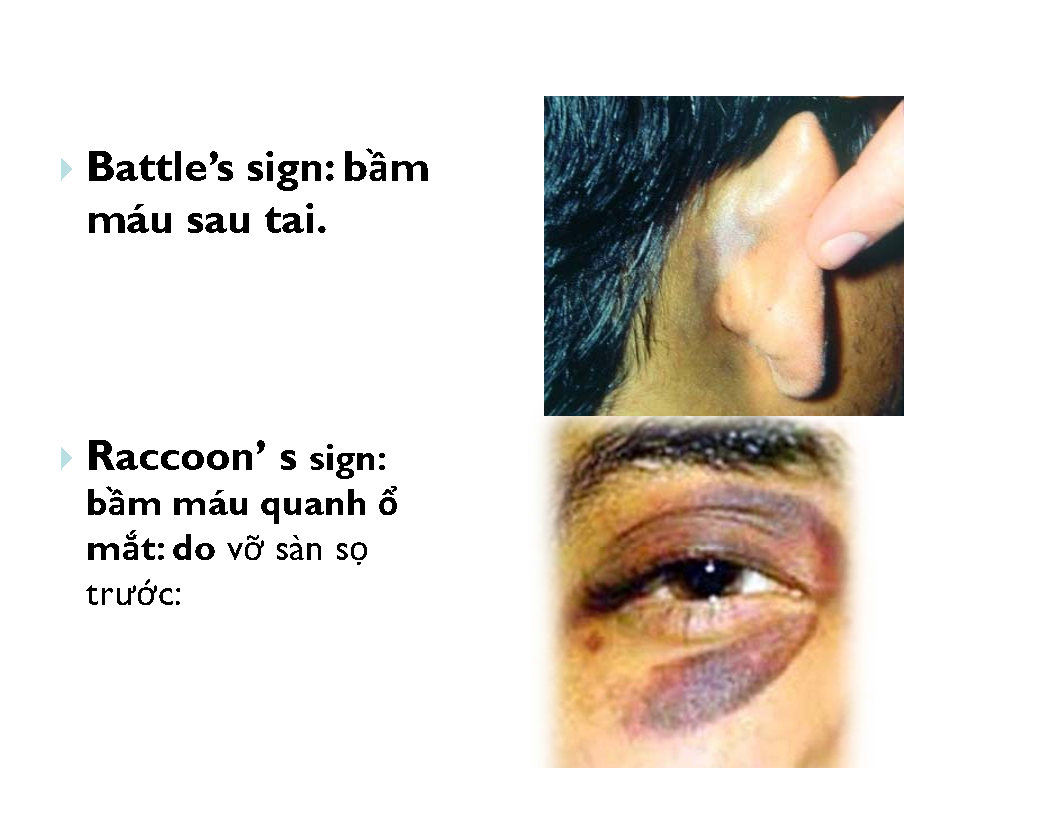 Battle’s sign: bầm
máu sau tai.
Raccoon’ s sign:
bầm máu quanh ổ
mắt: do vỡ sàn sọ
trước: